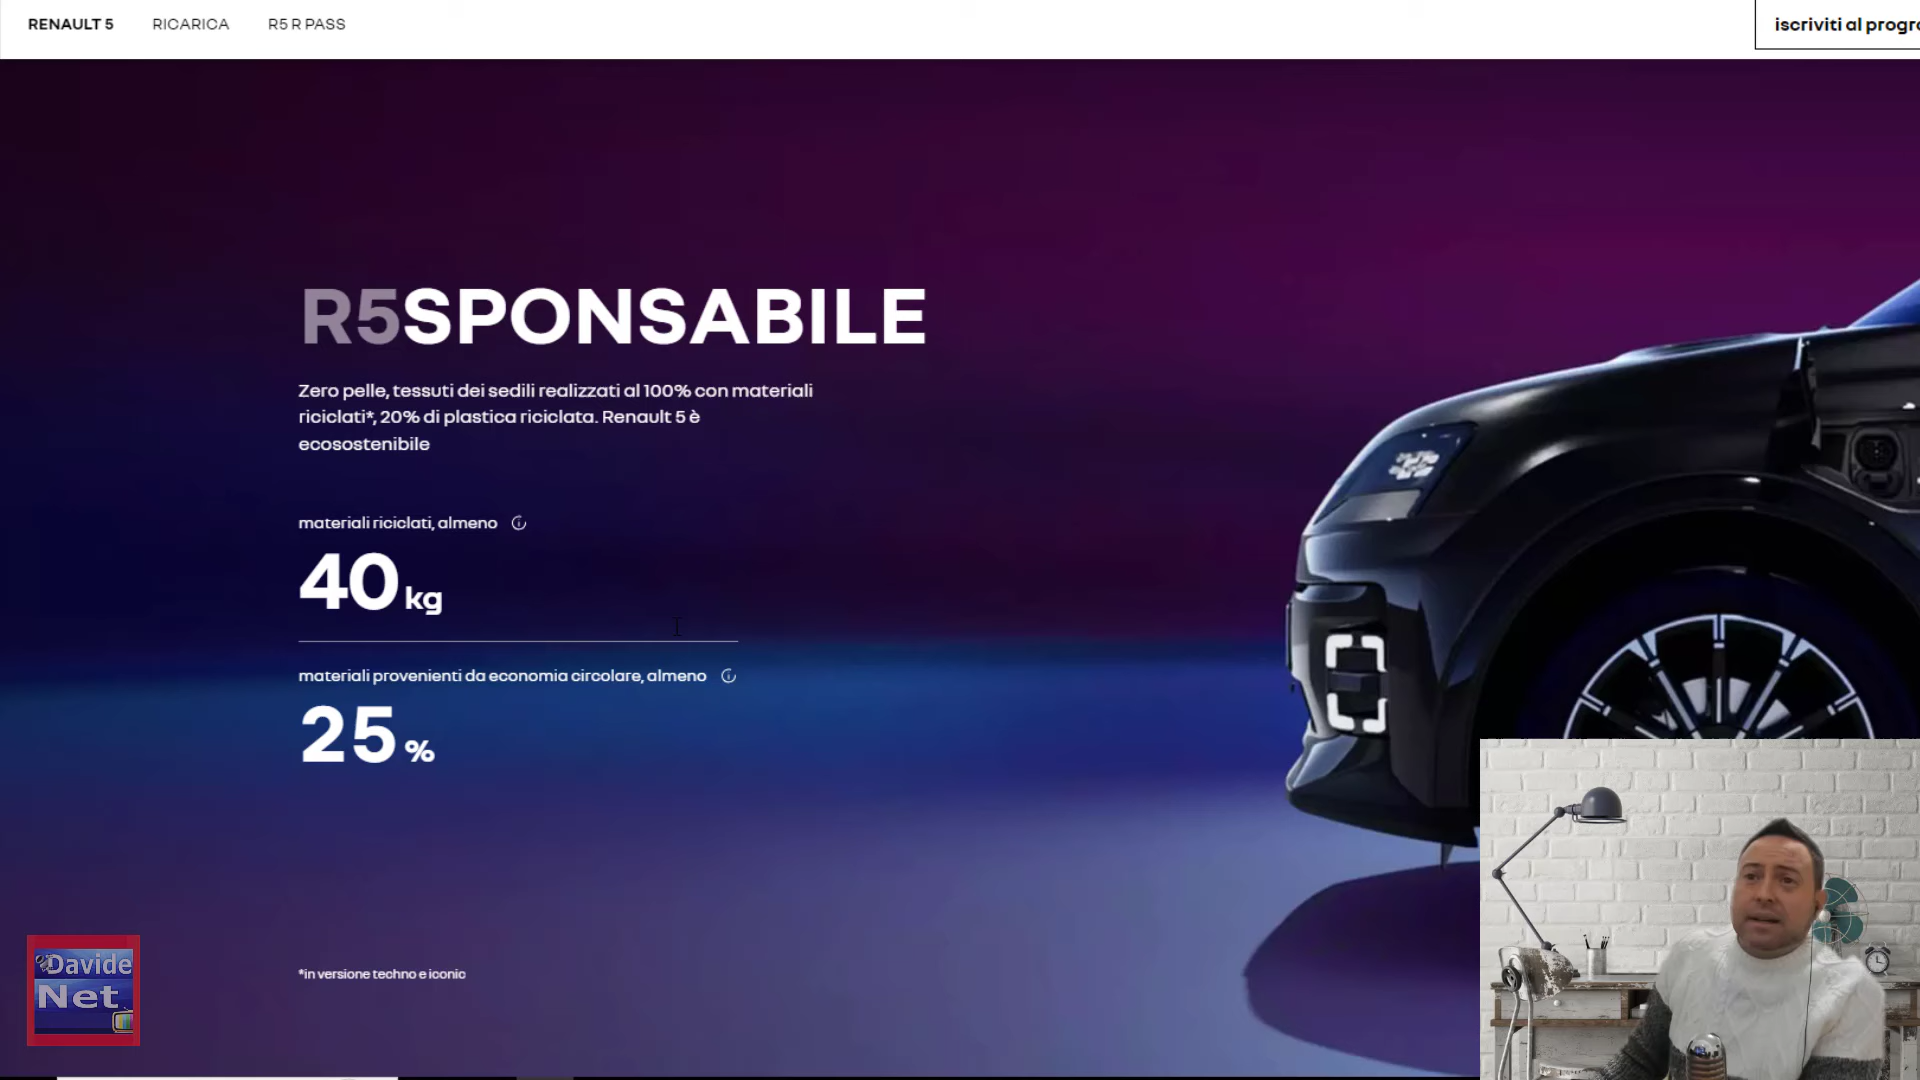 RENAULT 5 RICARICA R5 R PASS
iscriviti al progr
R5SPONSABILE
Zero pelle, tessuti dei sedili realizzati al 100% con materiali
riciclati*, 20% di plastica riciclata. Renault 5 è
ecosostenibile
materiali riciclati, almeno
40 kg
materiali provenienti da economia circolare, almeno
25 %
*in versione techno e iconic
Davide
Net